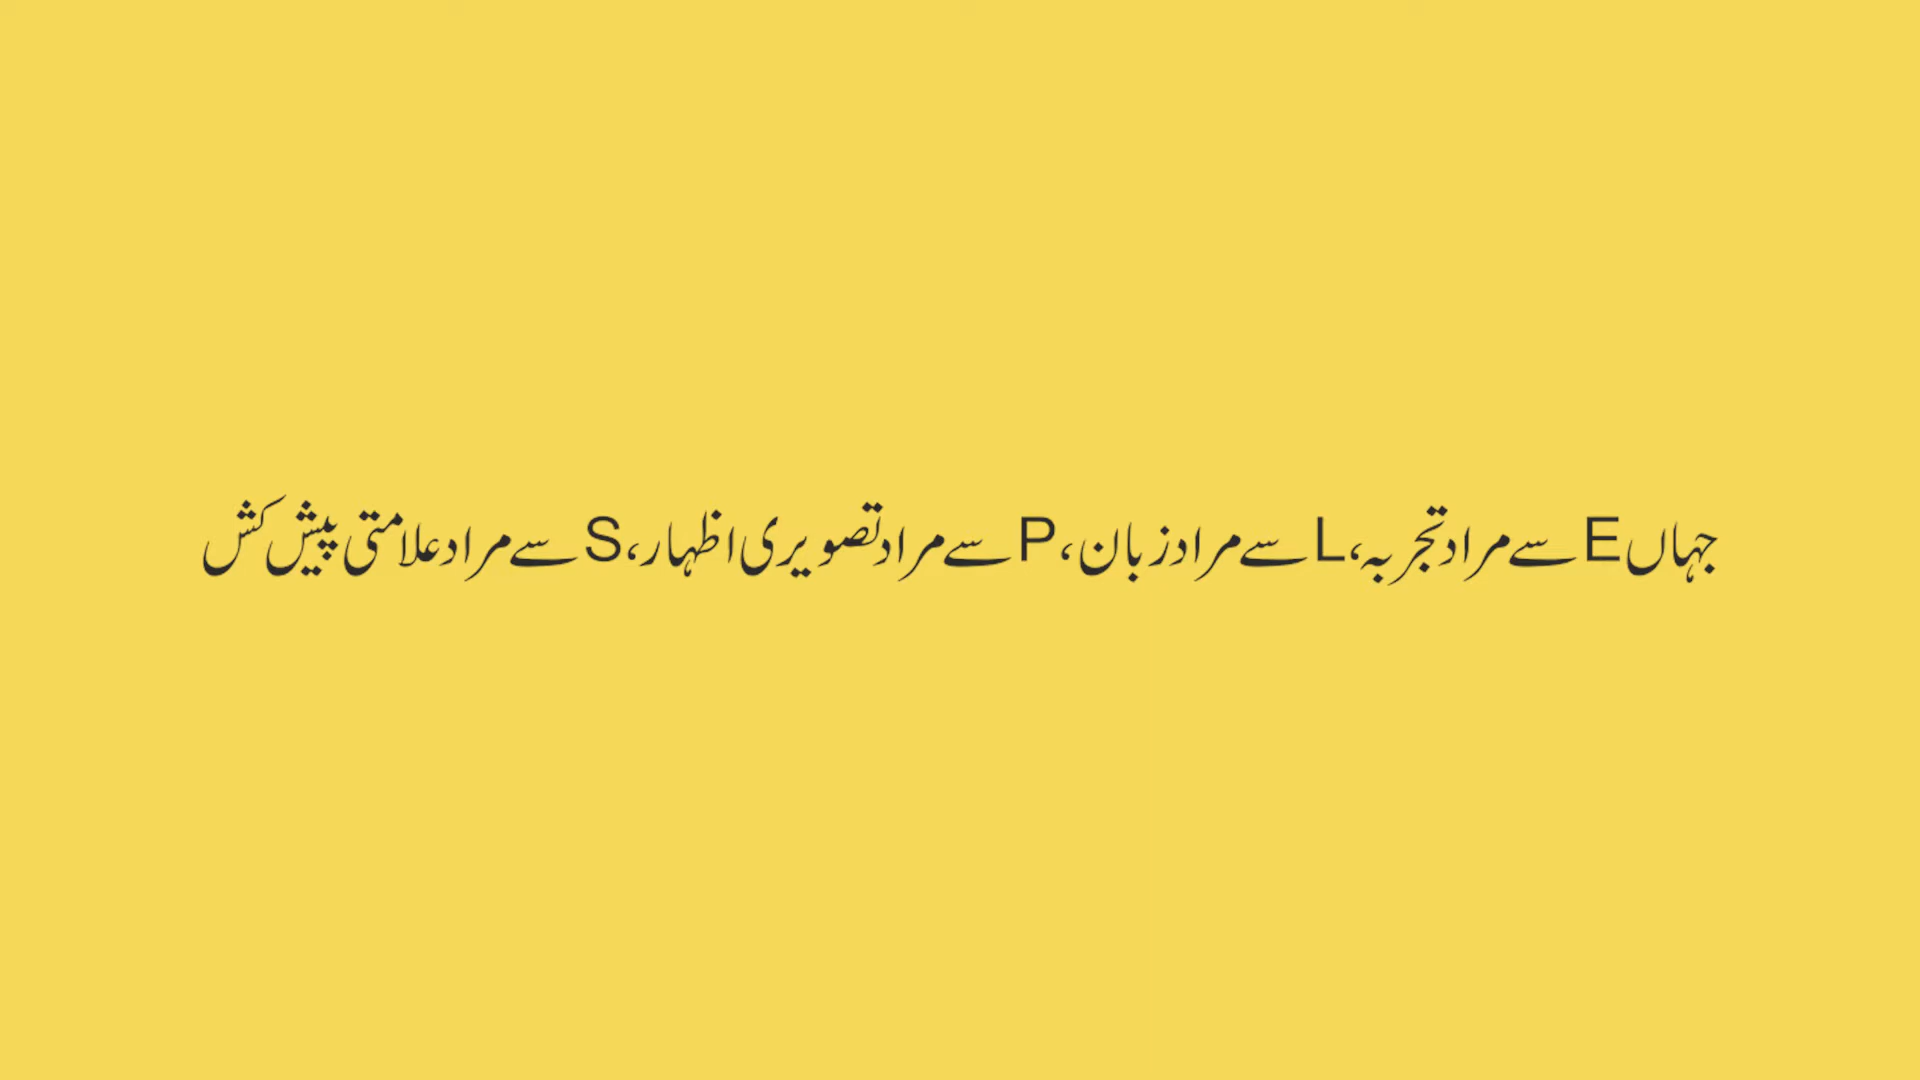 جہاں E سے مراد تجربہ، L سے مراد زبان، P سے مراد تصویری اظہار، S سے مراد علامتی پیش کش